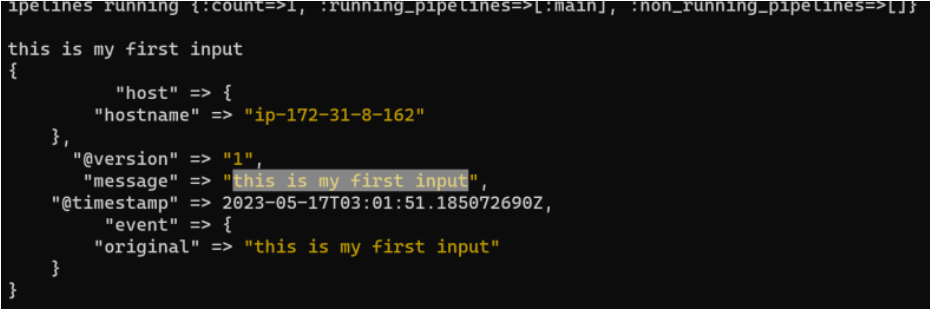 ipelines running {:count=>1, :running_pipelines=>[:main], :non_running_pipelines=>[]}
this is my first input
{
"host" => {
"hostname" => "ip-172-31-8-162"
},
"@version" => "1",
"message" => "this is my first input",
"@timestamp" => 2023-05-17T03:01:51.185072690Z,
"event" => {
"original" => "this is my first input"
}
}